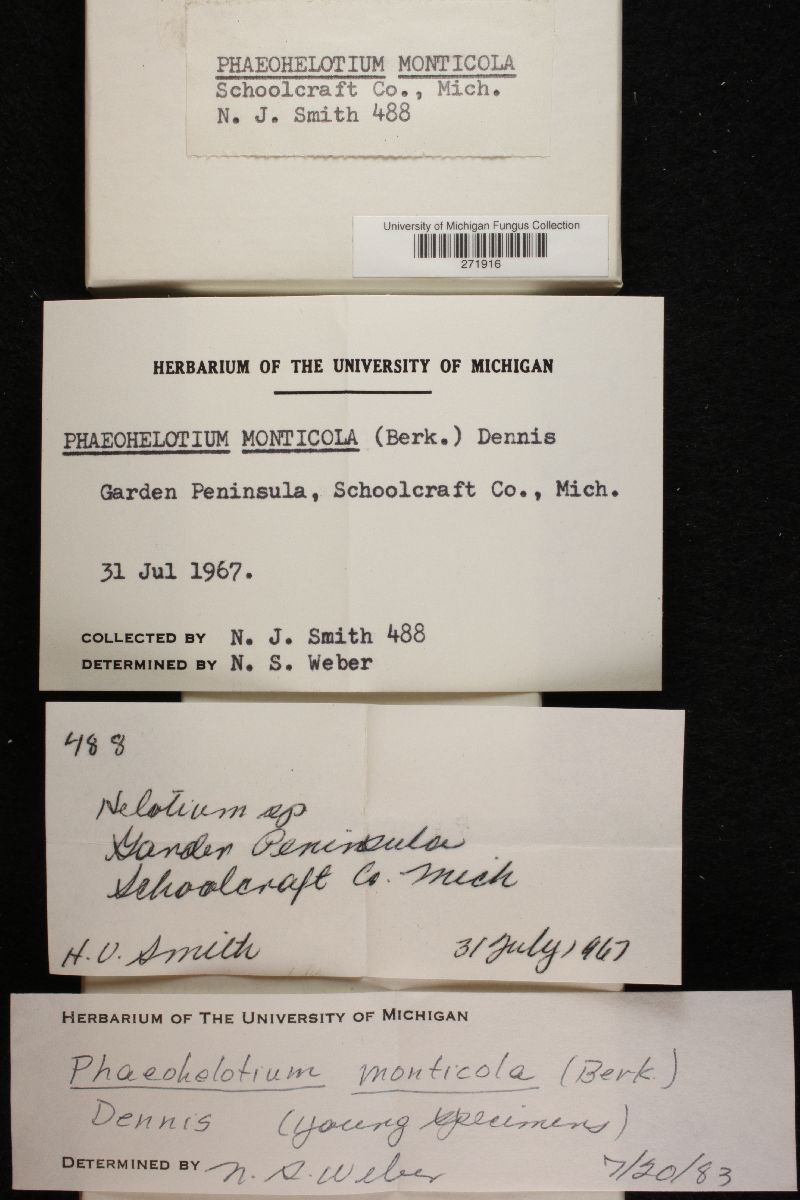 PHAEOHELOTIUM MONTICOLA
Schoolcraft Co., Mich.
N. J. Smith 488
University of Michigan Fungus Collection
271916
HERBARIUM OF THE UNIVERSITY OF MICHIGAN
PHAEOHELOTIUM MONTICOLA (Berk.) Dennis
Garden Peninsula, Schoolcraft Co., Mich.
31 Jul 1967.
COLLECTED BY N. J. Smith 488
DETERMINED BY N. S. Weber
488
Helotium sp
Garden Peninsula
Schoolcraft Co. Mich
H. V. Smith 31 July 1967
HERBARIUM OF THE UNIVERSITY OF MICHIGAN
Phaeohelotium monticola (Berk.)
Dennis (young specimens)
DETERMINED BY N. S. Weber 7/20/83